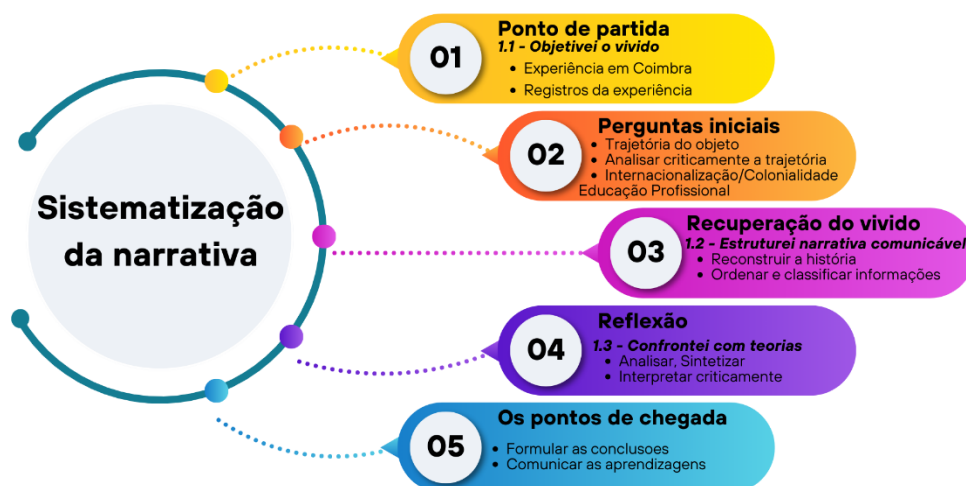 Sistematização
da narrativa
01
Ponto de partida
1.1 - Objetivei o vivido
• Experiência em Coimbra
• Registros da experiência
02
Perguntas iniciais
• Trajetória do objeto
• Analisar criticamente a trajetória
• Internacionalização/Colonialidade
Educação Profissional
03
Recuperação do vivido
1.2 - Estruturei narrativa comunicável
• Reconstruir a história
• Ordenar e classificar informações
04
Reflexão
1.3 - Confrontei com teorias
• Analisar, Sintetizar
• Interpretar criticamente
05
Os pontos de chegada
• Formular as conclusoes
• Comunicar as aprendizagens